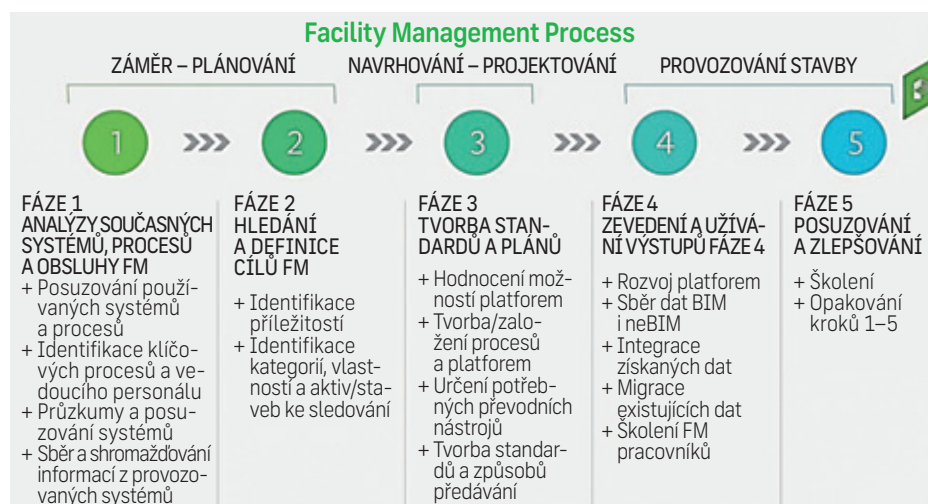 Facility Management Process
ZÁMĚR – PLÁNOVÁNÍ
NAVRHOVÁNÍ – PROJEKTOVÁNÍ
PROVOZOVÁNÍ STAVBY
1
2
3
4
5
FÁZE 1
ANALÝZY SOUČASNÝCH
SYSTÉMŮ, PROCESŮ
A OBSLUHY FM
+ Posuzování použí-
vaných systémů
a procesů
+ Identifikace klíčo-
vých procesů a ve-
doucího personálu
+ Průzkumy a posu-
zování systémů
+ Sběr a shromažďování
informací z provozo-
vaných systémů
FÁZE 2
HLEDÁNÍ
A DEFINICE
CÍLŮ FM
+ Identifikace
příležitostí
+ Identifikace
kategorií, vlast-
ností a aktiv/sta-
veb ke sledování
FÁZE 3
TVORBA STAN-
DARDŮ A PLÁNŮ
+ Hodnocení mož-
ností platforem
+ Tvorba/zalo-
žení procesů
a platforem
+ Určení potřeb-
ných převodních
nástrojů
+ Tvorba standar-
dů a způsobů
předávání
FÁZE 4
ZEVEDENÍ A UŽÍVÁ-
NÍ VÝSTUPŮ FÁZE 4
+ Rozvoj platforem
+ Sběr dat BIM
i neBIM
+ Integrace
získaných dat
+ Migrace
existujících dat
+ Školení FM
pracovníků
FÁZE 5
POSUZOVÁNÍ
A ZLEPŠOVÁNÍ
+ Školení
+ Opakování
kroků 1–5